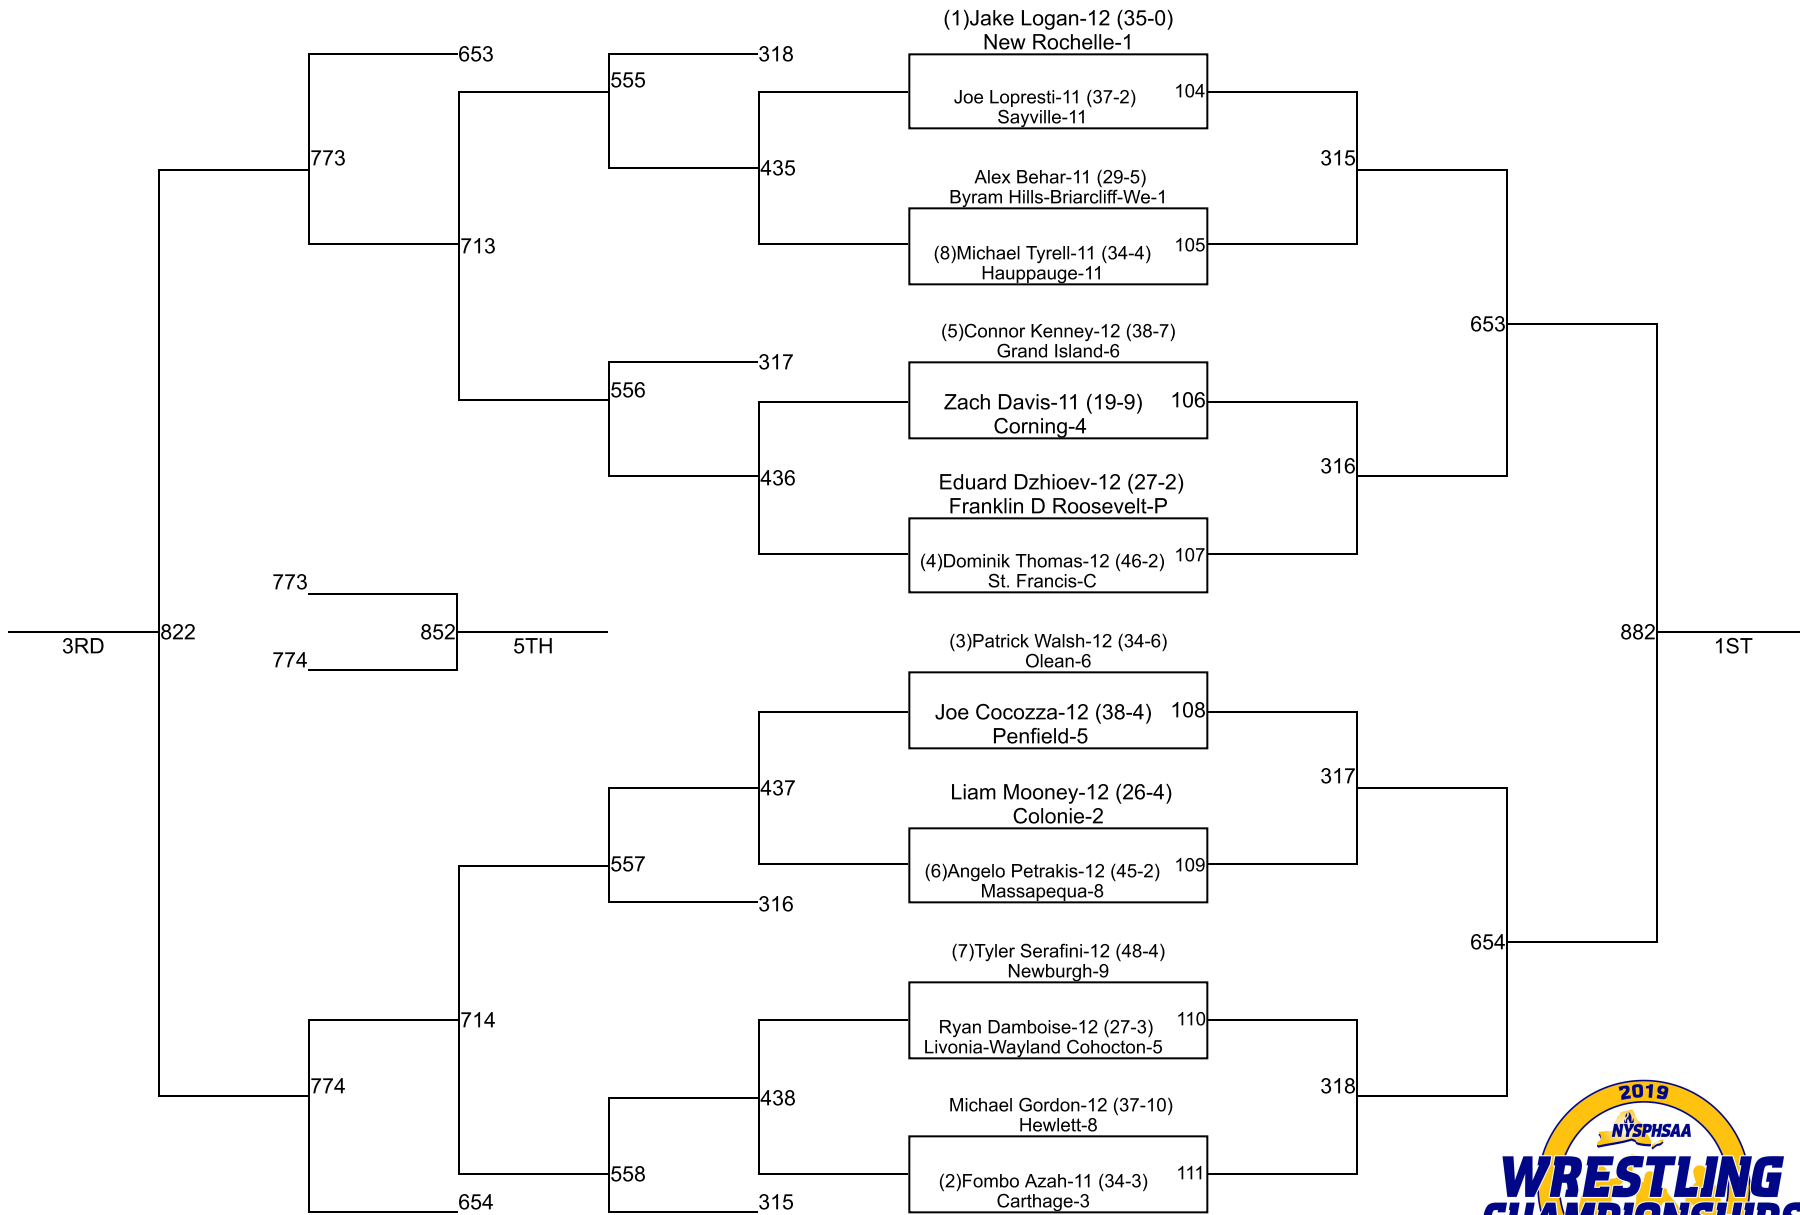 (1)Jake Logan-12 (35-0)
New Rochelle-1
653
318
555
Joe Lopresti-11 (37-2)
Sayville-11
104
773
435
315
Alex Behar-11 (29-5)
Byram Hills-Briarcliff-We-1
713
(8)Michael Tyrell-11 (34-4)
Hauppauge-11
105
(5)Connor Kenney-12 (38-7)
Grand Island-6
653
317
556
Zach Davis-11 (19-9)
Corning-4
106
436
316
Eduard Dzhioev-12 (27-2)
Franklin D Roosevelt-P
(4)Dominik Thomas-12 (46-2)
St. Francis-C
107
773
3RD
822
852
5TH
882
1ST
774
(3)Patrick Walsh-12 (34-6)
Olean-6
Joe Cocozza-12 (38-4)
Penfield-5
108
437
317
Liam Mooney-12 (26-4)
Colonie-2
557
(6)Angelo Petrakis-12 (45-2)
Massapequa-8
109
316
(7)Tyler Serafini-12 (48-4)
Newburgh-9
654
714
Ryan Damboise-12 (27-3)
Livonia-Wayland Cohocton-5
110
774
438
318
Michael Gordon-12 (37-10)
Hewlett-8
558
(2)Fombo Azah-11 (34-3)
Carthage-3
111
654
315
2019
NYSPHSAA
WRESTLING
CHAMPIONSHIPS